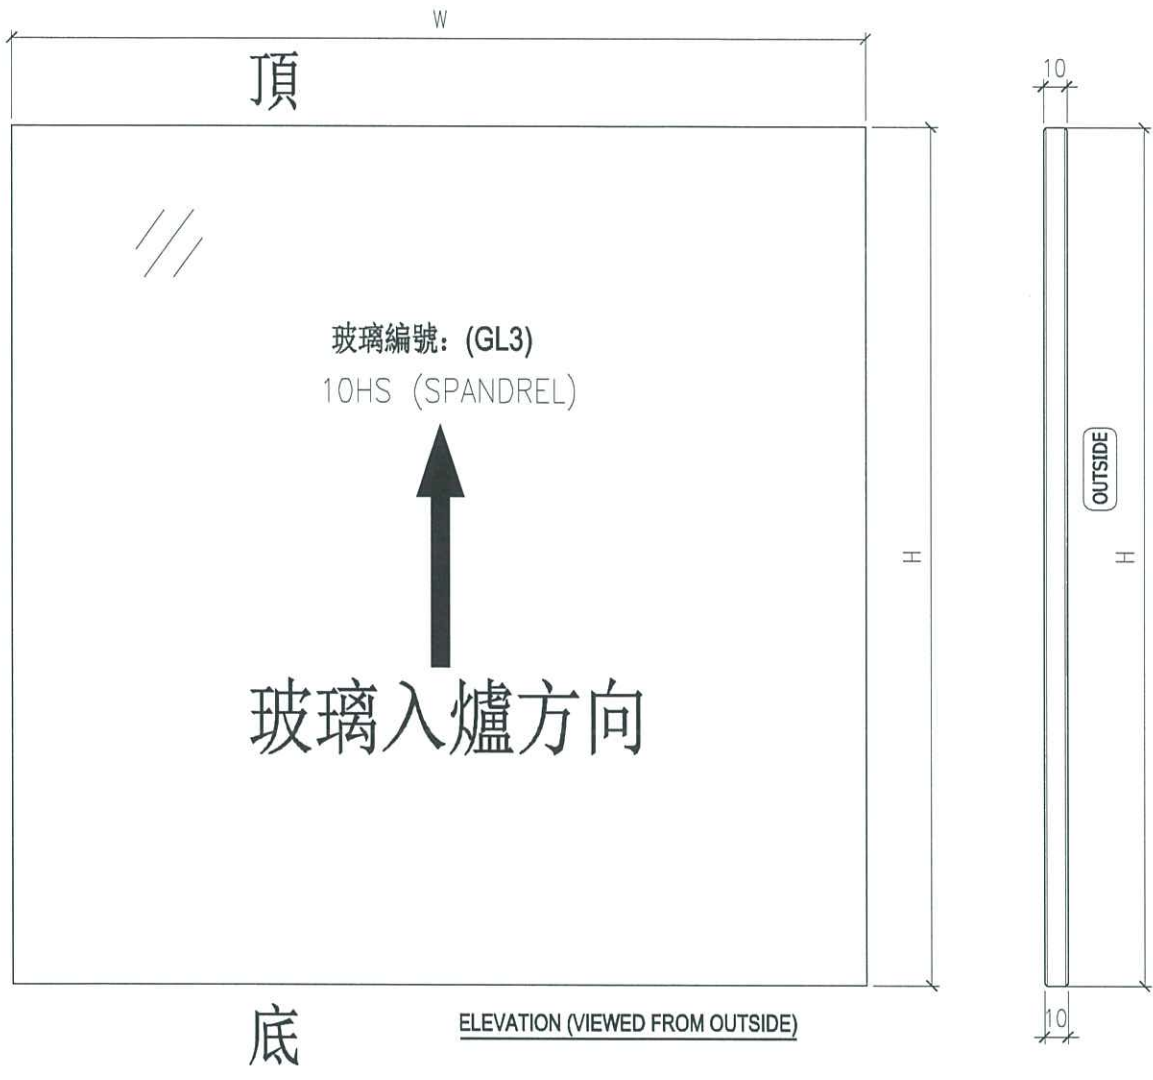 W
頂
10
玻璃編號：(GL3)
10HS (SPANDREL)
OUTSIDE
H
H
玻璃入爐方向
底
ELEVATION (VIEWED FROM OUTSIDE)
10